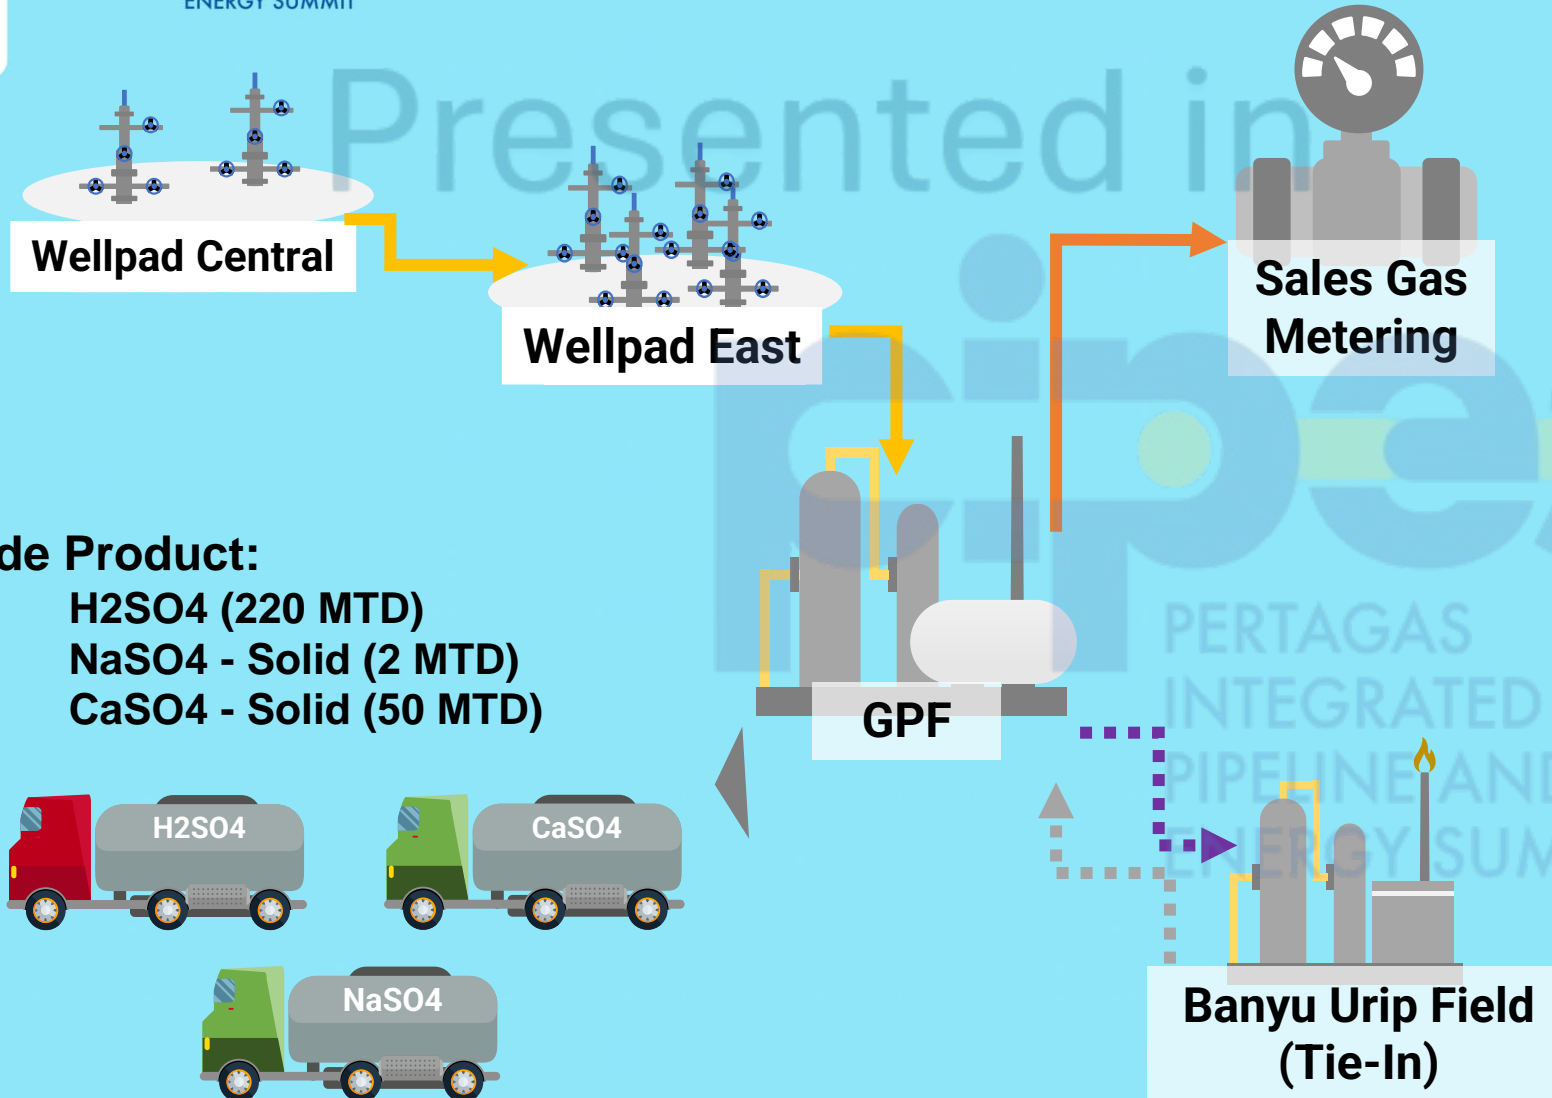 ENERGY SUMMIT
Presented in
Wellpad Central
Wellpad East
Sales Gas
Metering
de Product:
H2SO4 (220 MTD)
NaSO4 - Solid (2 MTD)
CaSO4 - Solid (50 MTD)
GPF
PERTAGAS
INTEGRATED
PIPELINE AND
ENERGY SUM
H2SO4
CaSO4
NaSO4
Banyu Urip Field
(Tie-In)